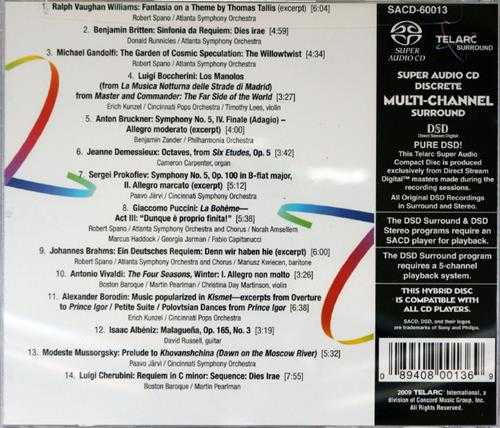 1. Ralph Vaughan Williams: Fantasia on a Theme by Thomas Tallis (excerpt) [6:04]
Robert Spano / Atlanta Symphony Orchestra
2. Benjamin Britten: Sinfonia da Requiem: Dies irae [4:59]
Donald Runnicles / Atlanta Symphony Orchestra
3. Michael Gandolfi: The Garden of Cosmic Speculation: The Willowtwist [4:34]
Robert Spano / Atlanta Symphony Orchestra
4. Luigi Boccherini: Los Manolos
(from La Musica Notturna delle Strade di Madrid)
from Master and Commander: The Far Side of the World) [3:27]
Erich Kunzel / Cincinnati Pops Orchestra / Timothy Lees, violin
5. Anton Bruckner: Symphony No. 5, IV. Finale (Adagio) –
Allegro moderato (excerpt) [4:00]
Benjamin Zander / Philharmonia Orchestra
6. Jeanne Demessieux: Octaves, from Six Etudes, Op. 5 [3:42]
Cameron Carpenter, organ
7. Sergei Prokofiev: Symphony No. 5, Op. 100 in B-flat major,
II. Allegro marcato (excerpt) [5:12]
Paavo Järvi / Cincinnati Symphony Orchestra
8. Giaccomo Puccini: La Bohème—
Act III: "Dunque è proprio finita!" [5:38]
Robert Spano / Atlanta Symphony Orchestra and Chorus / Norah Amsellem
Marcus Haddock / Georgia Jarman / Fabio Capitanucci
9. Johannes Brahms: Ein Deutsches Requiem: Denn wir haben hie (excerpt) [6:00]
Robert Spano / Atlanta Symphony Orchestra and Chorus / Mariusz Kwiecien, baritone
10. Antonio Vivaldi: The Four Seasons, Winter: I. Allegro non molto [3:26]
Boston Baroque / Martin Pearlman / Christina Day Martinson, violin
11. Alexander Borodin: Music popularized in Kismet—excerpts from Overture
to Prince Igor / Petite Suite / Polovtsian Dances from Prince Igor [3:12]
Erich Kunzel / Cincinnati Pops Orchestra
12. Isaac Albéniz: Malagueña, Op. 165, No. 3 [3:19]
David Russell, guitar
13. Modeste Mussorgsky: Prelude to Khovanshchina (Dawn on the Moscow River) [5:32]
Paavo Järvi / Cincinnati Symphony Orchestra
14. Luigi Cherubini: Requiem in C minor: Sequence: Dies Irae [7:55]
Boston Baroque / Martin Pearlman
SACD-60013
SUPER AUDIO CD
TELARC
SURROUND
SUPER AUDIO CD
DISCRETE
MULTI-CHANNEL
SURROUND
DSD
Direct Stream Digital
PURE DSD!
This Telarc Super Audio
Compact Disc is produced
exclusively from Direct Stream
Digital™ masters made during
the recording sessions.
All Original DSD Recordings
in Surround and Stereo.
The DSD Surround & DSD
Stereo programs require an
SACD player for playback.
The DSD Surround program
requires a 5-channel
playback system.
THIS HYBRID DISC
IS COMPATIBLE WITH
ALL CD PLAYERS.
SACD, DSD, and their logos
are trademarks of Sony and Philips.
0 89408 00136 9
2009 TELARC International, a
division of Concord Music Group, Inc.
All Rights Reserved.